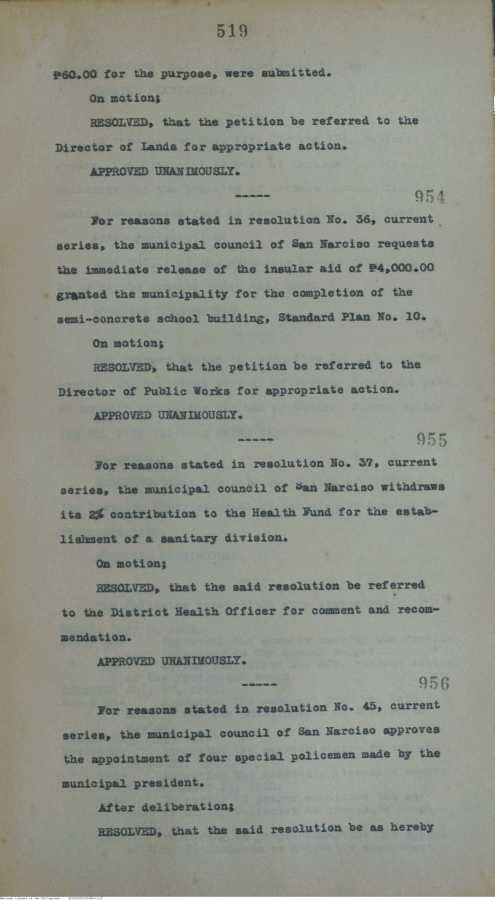 519
₱60.00 for the purpose, were submitted.
On motion;
RESOLVED, that the petition be referred to the
Director of Lands for appropriate action.
APPROVED UNANIMOUSLY.
-----
954
For reasons stated in resolution No. 36, current
series, the municipal council of San Narciso requests
the immediate release of the insular aid of ₱4,000.00
granted the municipality for the completion of the
semi-concrete school building, Standard Plan No. 10.
On motion;
RESOLVED, that the petition be referred to the
Director of Public Works for appropriate action.
APPROVED UNANIMOUSLY.
-----
955
For reasons stated in resolution No. 37, current
series, the municipal council of San Narciso withdraws
its 2% contribution to the Health Fund for the estab-
lishment of a sanitary division.
On motion;
RESOLVED, that the said resolution be referred
to the District Health Officer for comment and recom-
mendation.
APPROVED UNANIMOUSLY.
-----
956
For reasons stated in resolution No. 45, current
series, the municipal council of San Narciso approves
the appointment of four special policemen made by the
municipal president.
After deliberation;
RESOLVED, that the said resolution be as hereby
National Library of the Philippines